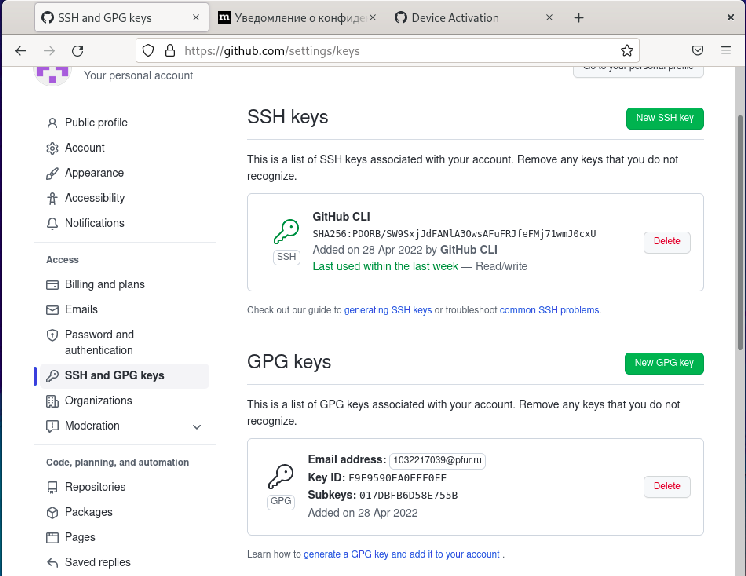 SSH and GPG keys
Уведомление о конфиде
Device Activation
https://github.com/settings/keys
Your personal account
Go to your personal profile
Public profile
Account
Appearance
Accessibility
Notifications
Access
Billing and plans
Emails
Password and
authentication
SSH and GPG keys
Organizations
Moderation
Code, planning, and automation
Repositories
Packages
Pages
Saved replies
SSH keys
New SSH key
This is a list of SSH keys associated with your account. Remove any keys that you do not
recognize.
GitHub CLI
SSH
Added on 28 Apr 2022 by GitHub CLI
Last used within the last week — Read/write
Delete
Check out our guide to generating SSH keys or troubleshoot common SSH problems.
GPG keys
New GPG key
This is a list of GPG keys associated with your account. Remove any keys that you do not
recognize.
Email address: 1032217039@pfur.ru
Key ID:
GPG
Subkeys: 017DBFB6D58E755B
Added on 28 Apr 2022
Delete
Learn how to generate a GPG key and add it to your account .